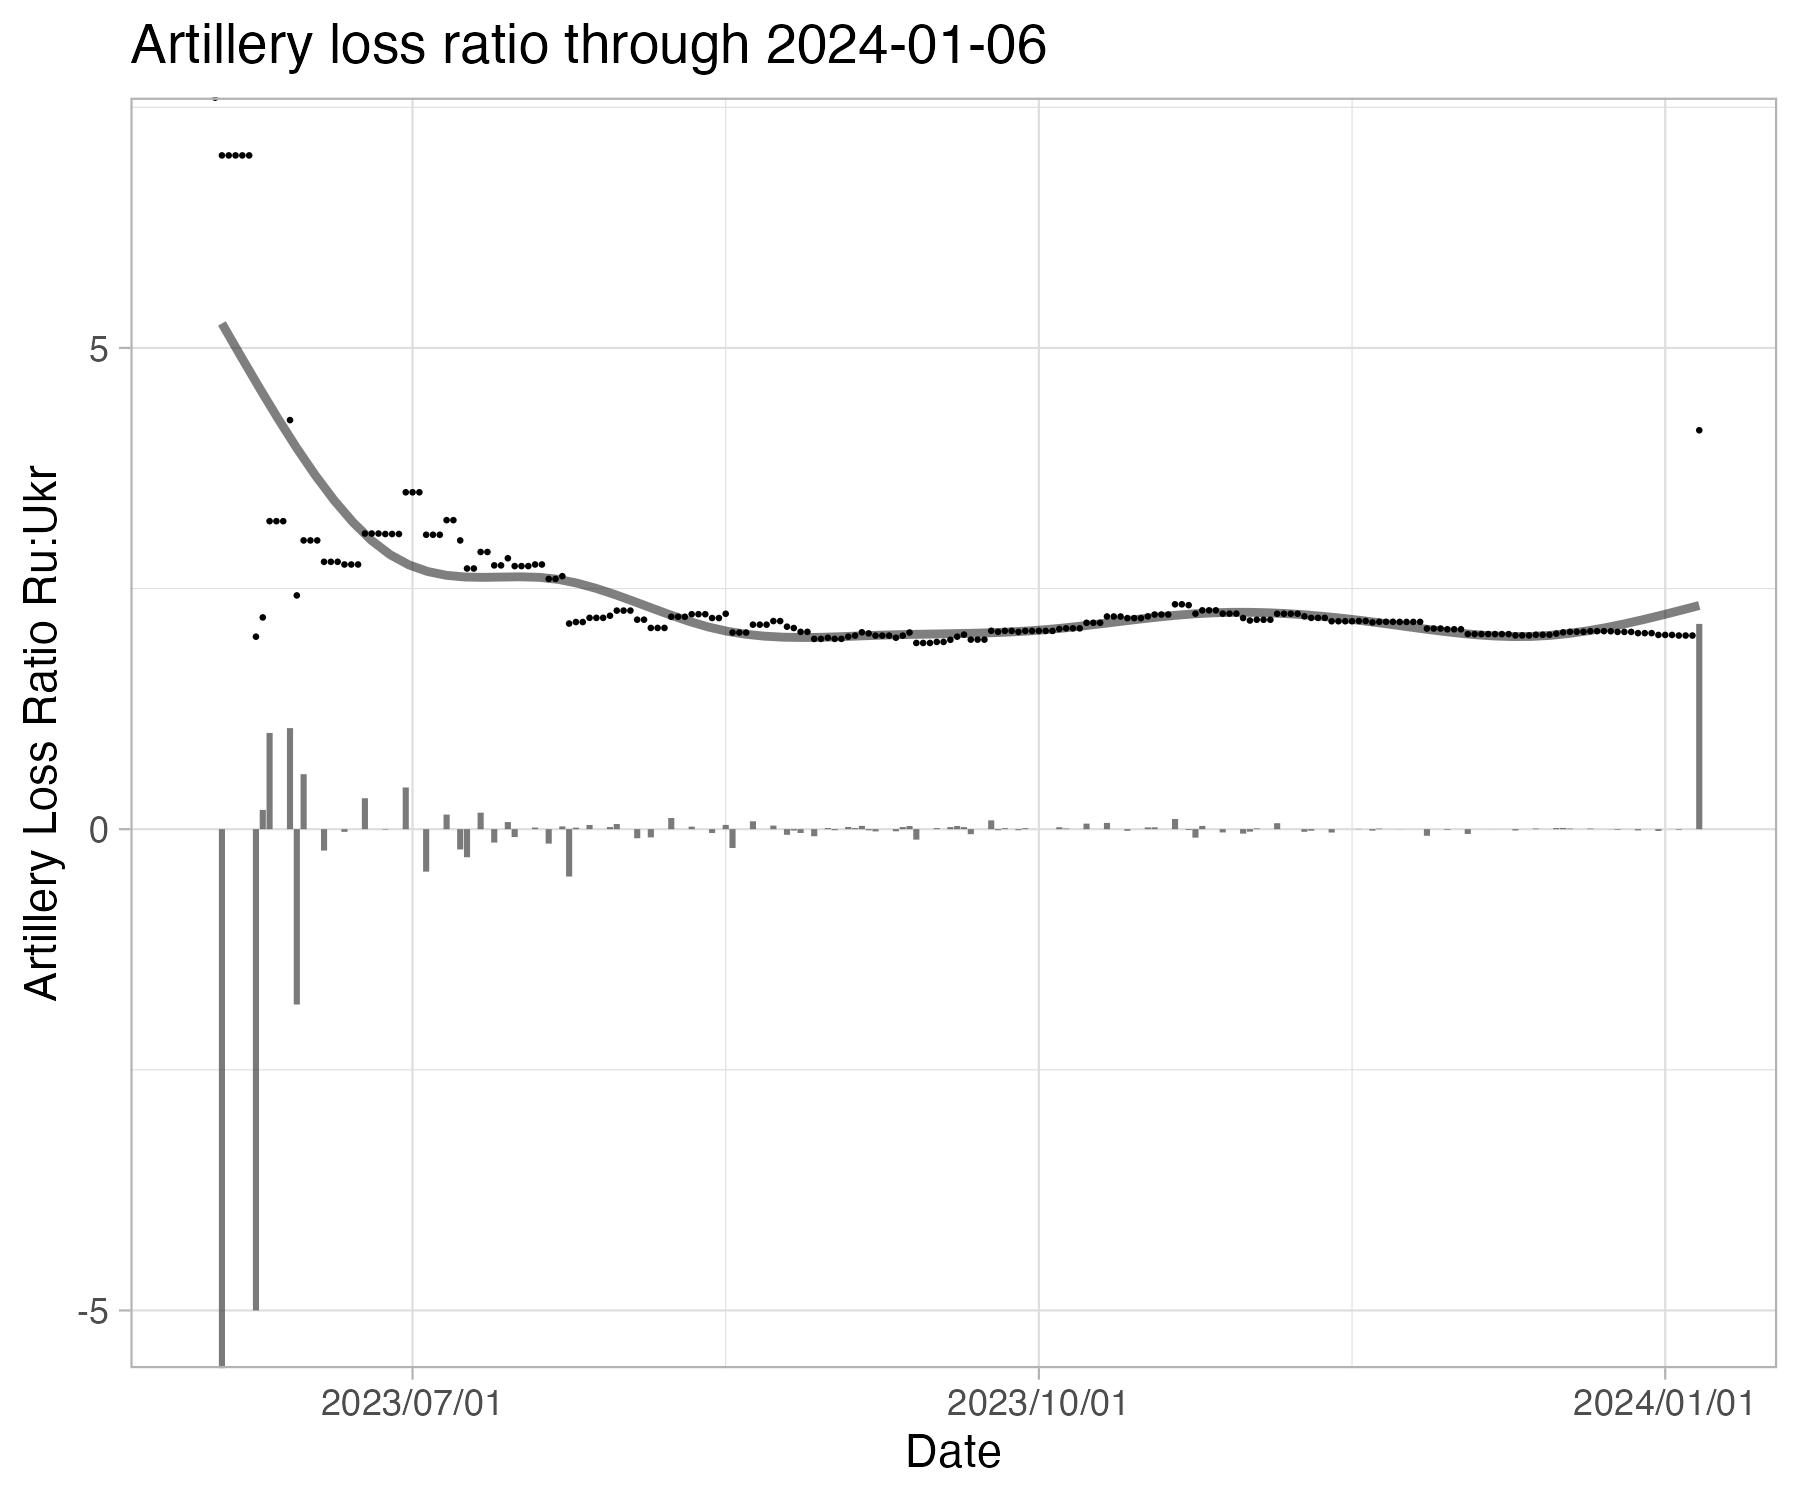 Artillery loss ratio through 2024-01-06
Artillery Loss Ratio Ru:Ukr
5
0
-5
2023/07/01
2023/10/01
2024/01/01
Date